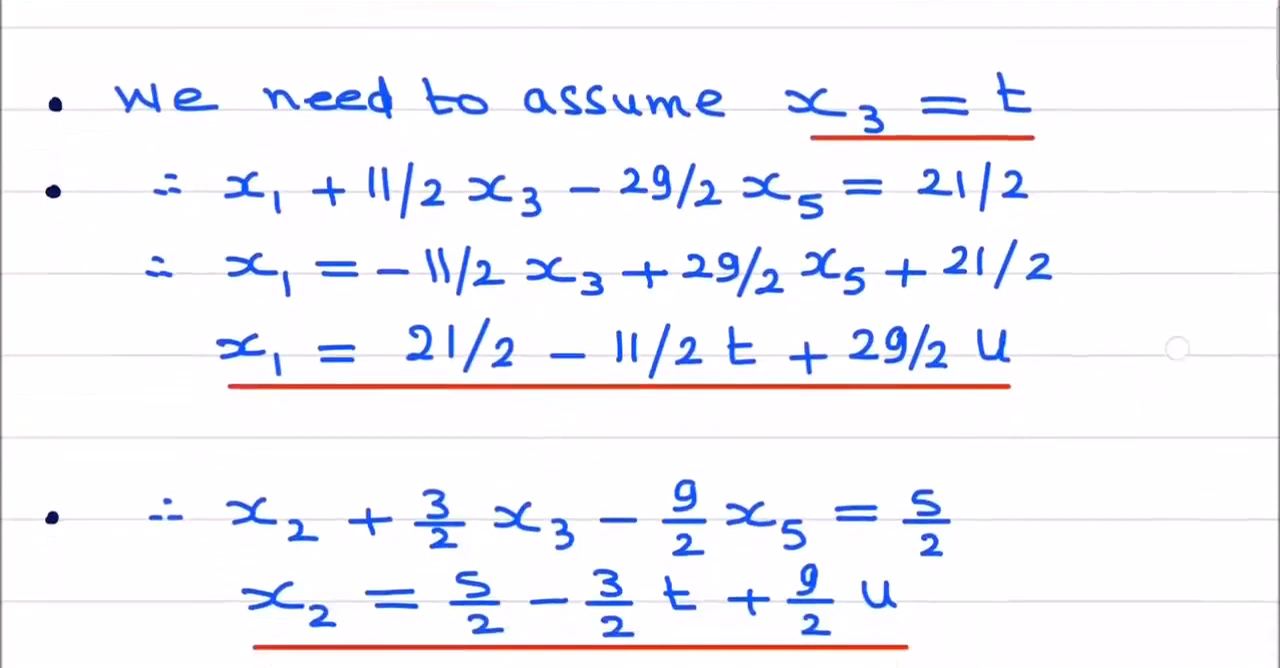 • We need to assume x₃ = t
• ∴ x₁ + 11/2 x₃ − 29/2 x₅ = 21/2
∴ x₁ = − 11/2 x₃ + 29/2 x₅ + 21/2
x₁ = 21/2 − 11/2 t + 29/2 u
• ∴ x₂ + 3/2 x₃ − 9/2 x₅ = 5/2
x₂ = 5/2 − 3/2 t + 9/2 u